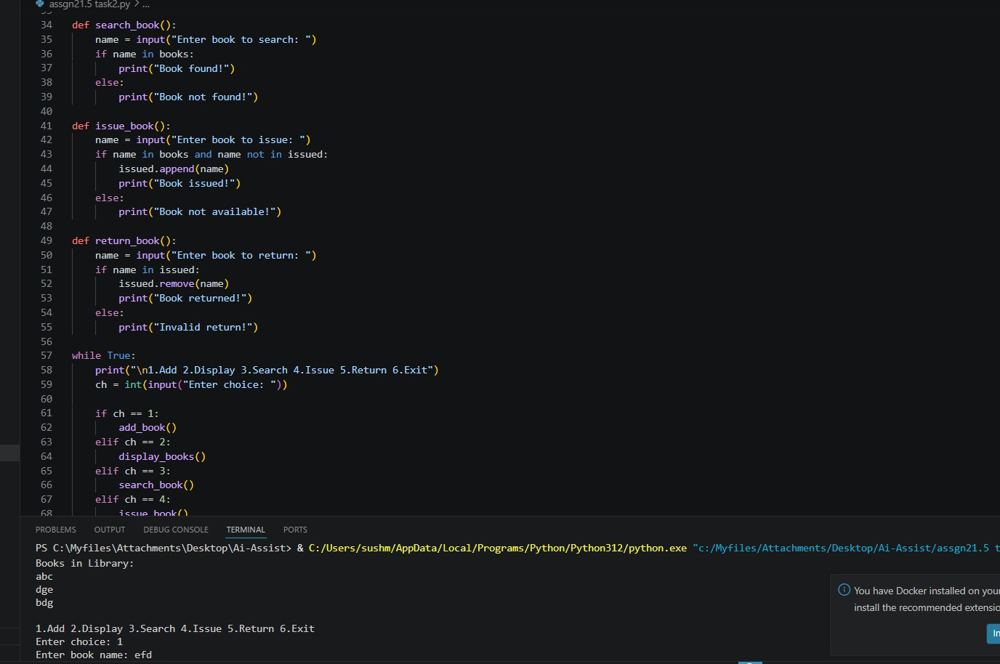 assgn21.5 task2.py > ...
34 def search_book():
35 name = input("Enter book to search: ")
36 if name in books:
37 print("Book found!")
38 else:
39 print("Book not found!")
40
41 def issue_book():
42 name = input("Enter book to issue: ")
43 if name in books and name not in issued:
44 issued.append(name)
45 print("Book issued!")
46 else:
47 print("Book not available!")
48
49 def return_book():
50 name = input("Enter book to return: ")
51 if name in issued:
52 issued.remove(name)
53 print("Book returned!")
54 else:
55 print("Invalid return!")
56
57 while True:
58 print("\n1.Add 2.Display 3.Search 4.Issue 5.Return 6.Exit")
59 ch = int(input("Enter choice: "))
60
61 if ch == 1:
62 add_book()
63 elif ch == 2:
64 display_books()
65 elif ch == 3:
66 search_book()
67 elif ch == 4:
68 issue_book()
PROBLEMS OUTPUT DEBUG CONSOLE TERMINAL PORTS
PS C:\Myfiles\Attachments\Desktop\Ai-Assist> & C:/Users/sushm/AppData/Local/Programs/Python/Python312/python.exe "c:/Myfiles/Attachments/Desktop/Ai-Assist/assgn21.5 t
Books in Library:
abc
dge
bdg
1.Add 2.Display 3.Search 4.Issue 5.Return 6.Exit
Enter choice: 1
Enter book name: efd
You have Docker installed on your
install the recommended extensio
In